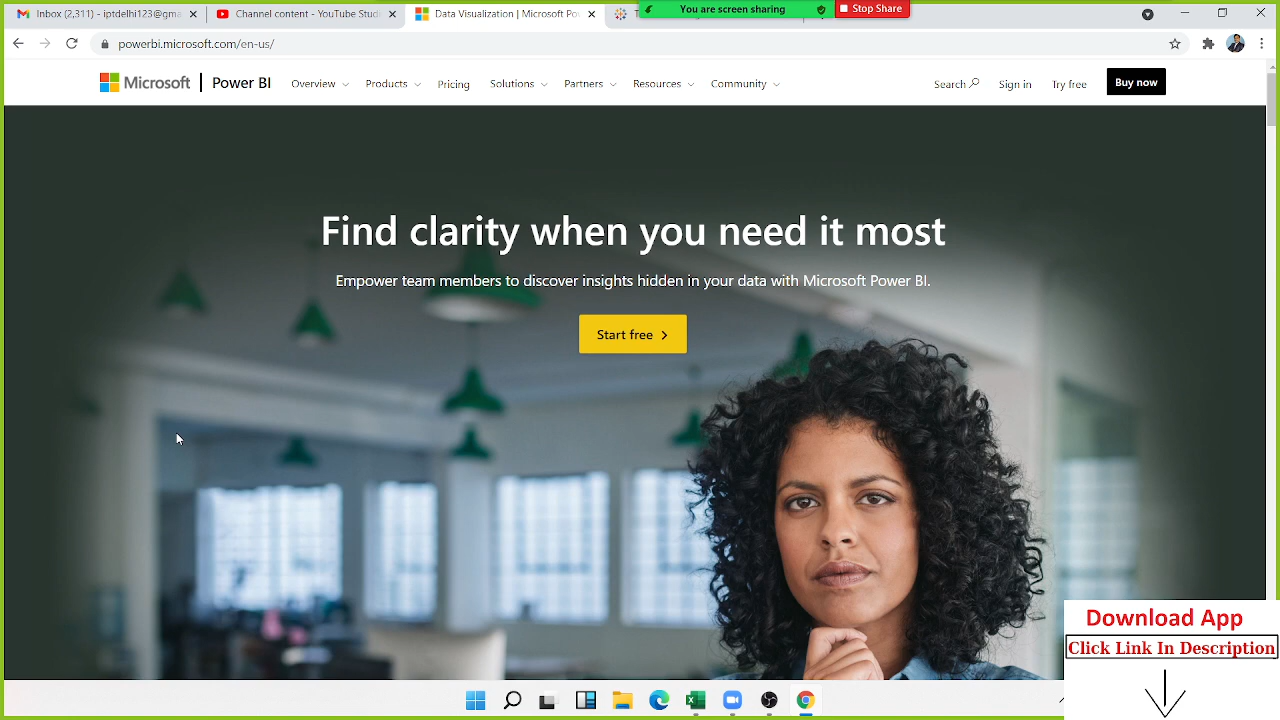 Inbox (2,311) - iptdelhi123@gma
Channel content - YouTube Studi
Data Visualization | Microsoft Po
You are screen sharing
Stop Share
powerbi.microsoft.com/en-us/
Microsoft
Power BI
Overview
Products
Pricing
Solutions
Partners
Resources
Community
Search
Sign in
Try free
Buy now
Find clarity when you need it most
Empower team members to discover insights hidden in your data with Microsoft Power BI.
Start free
Download App
Click Link In Description